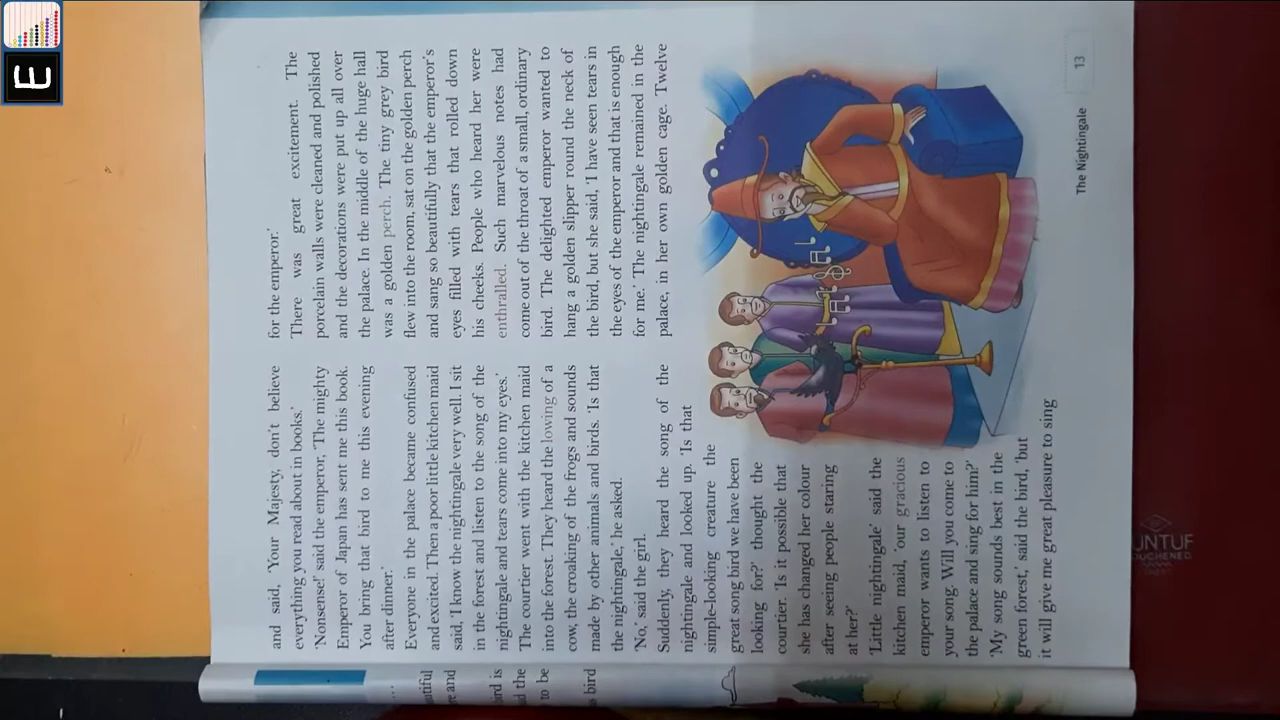 and said, 'Your Majesty, don't believe
everything you read about in books.'
'Nonsense!' said the emperor, 'The mighty
Emperor of Japan has sent me this book.
You bring that bird to me this evening
after dinner.'
Everyone in the palace became confused
and excited. Then a poor little kitchen maid
said, 'I know the nightingale very well. I sit
in the forest and listen to the song of the
nightingale and tears come into my eyes.'
The courtier went with the kitchen maid
into the forest. They heard the lowing of a
cow, the croaking of the frogs and sounds
made by other animals and birds. 'Is that
the nightingale,' he asked.
'No,' said the girl.
Suddenly, they heard the song of the
nightingale and looked up. 'Is that
simple-looking creature the
great song bird we have been
looking for?' thought the
courtier. 'Is it possible that
she has changed her colour
after seeing people staring
at her?'
'Little nightingale' said the
kitchen maid, 'our gracious
emperor wants to listen to
your song. Will you come to
the palace and sing for him?'
'My song sounds best in the
green forest,' said the bird, 'but
it will give me great pleasure to sing
for the emperor.'
There was great excitement. The
porcelain walls were cleaned and polished
and the decorations were put up all over
the palace. In the middle of the huge hall
was a golden perch. The tiny grey bird
flew into the room, sat on the golden perch
and sang so beautifully that the emperor's
eyes filled with tears that rolled down
his cheeks. People who heard her were
enthralled. Such marvelous notes had
come out of the throat of a small, ordinary
bird. The delighted emperor wanted to
hang a golden slipper round the neck of
the bird, but she said, 'I have seen tears in
the eyes of the emperor and that is enough
for me.' The nightingale remained in the
palace, in her own golden cage. Twelve
The Nightingale
13
bird is
to be
bird
E